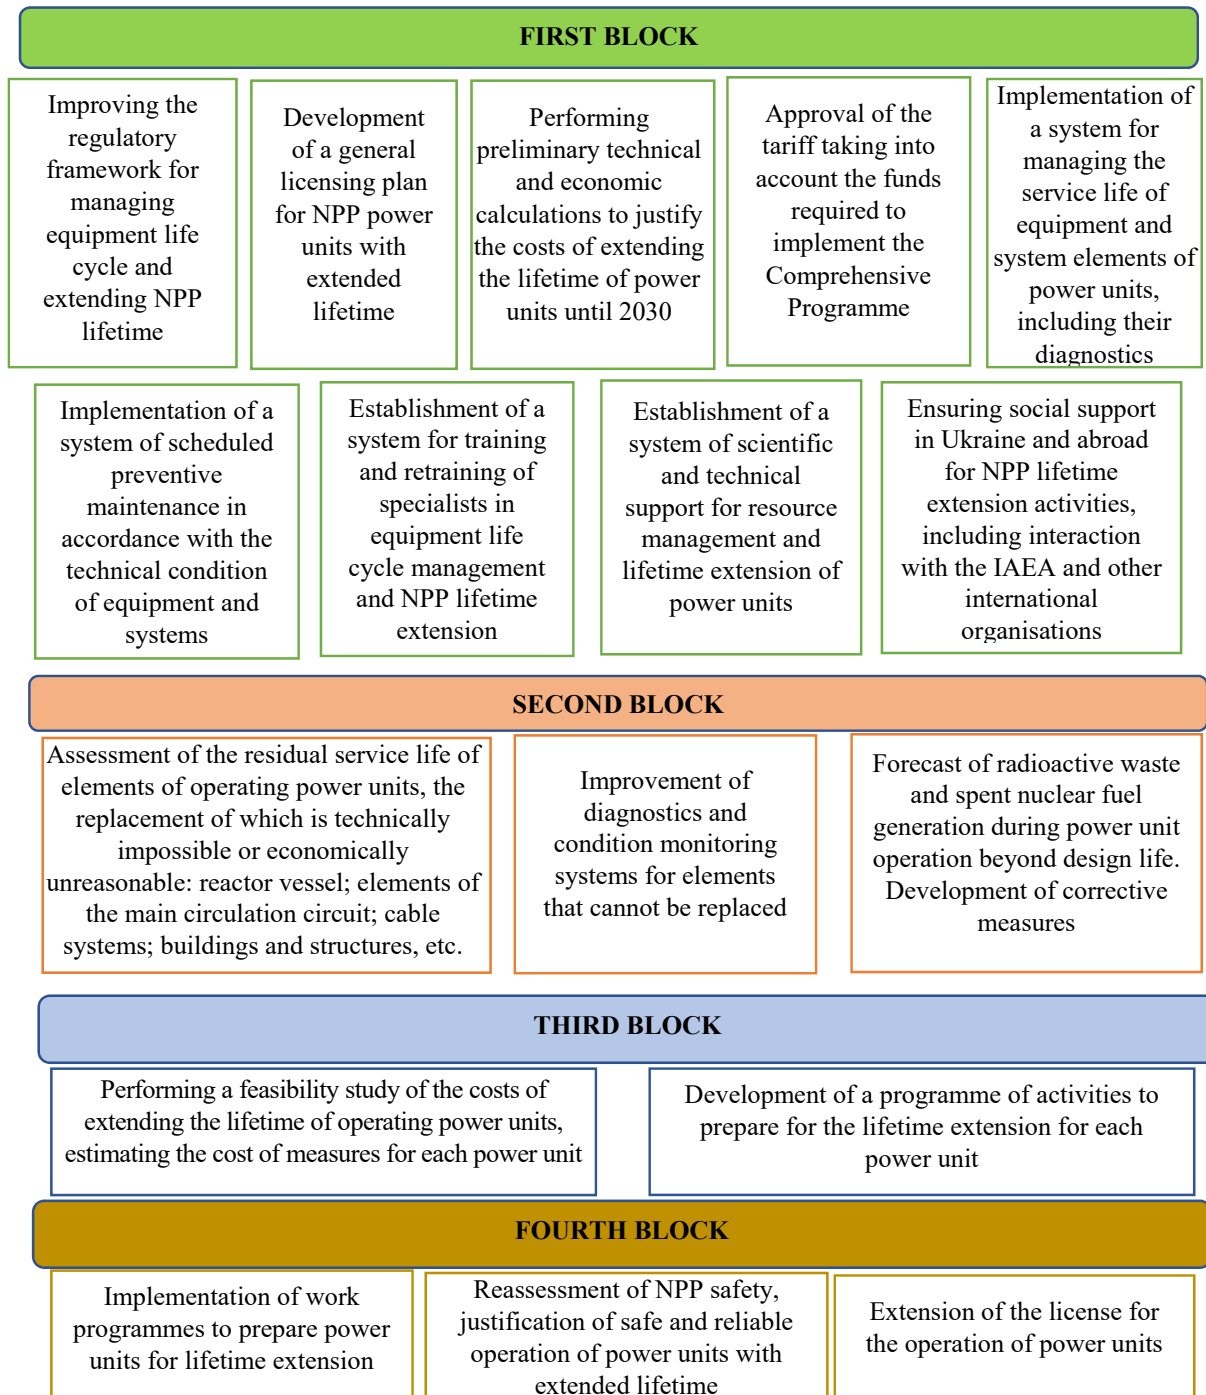 FIRST BLOCK
Improving the
regulatory
framework for
managing
equipment life
cycle and
extending NPP
lifetime
Development
of a general
licensing plan
for NPP power
units with
extended
lifetime
Performing
preliminary technical
and economic
calculations to justify
the costs of extending
the lifetime of power
units until 2030
Approval of the
tariff taking into
account the funds
required to
implement the
Comprehensive
Programme
Implementation of
a system for
managing the
service life of
equipment and
system elements of
power units,
including their
diagnostics
Implementation of a
system of scheduled
preventive
maintenance in
accordance with the
technical condition
of equipment and
systems
Establishment of a
system for training
and retraining of
specialists in
equipment life
cycle management
and NPP lifetime
extension
Establishment of a
system of scientific
and technical
support for resource
management and
lifetime extension of
power units
Ensuring social support
in Ukraine and abroad
for NPP lifetime
extension activities,
including interaction
with the IAEA and other
international
organisations
SECOND BLOCK
Assessment of the residual service life of
elements of operating power units, the
replacement of which is technically
impossible or economically
unreasonable: reactor vessel; elements of
the main circulation circuit; cable
systems; buildings and structures, etc.
Improvement of
diagnostics and
condition monitoring
systems for elements
that cannot be replaced
Forecast of radioactive waste
and spent nuclear fuel
generation during power unit
operation beyond design life.
Development of corrective
measures
THIRD BLOCK
Performing a feasibility study of the costs of
extending the lifetime of operating power units,
estimating the cost of measures for each power unit
Development of a programme of activities to
prepare for the lifetime extension for each
power unit
FOURTH BLOCK
Implementation of work
programmes to prepare power
units for lifetime extension
Reassessment of NPP safety,
justification of safe and reliable
operation of power units with
extended lifetime
Extension of the license for
the operation of power units